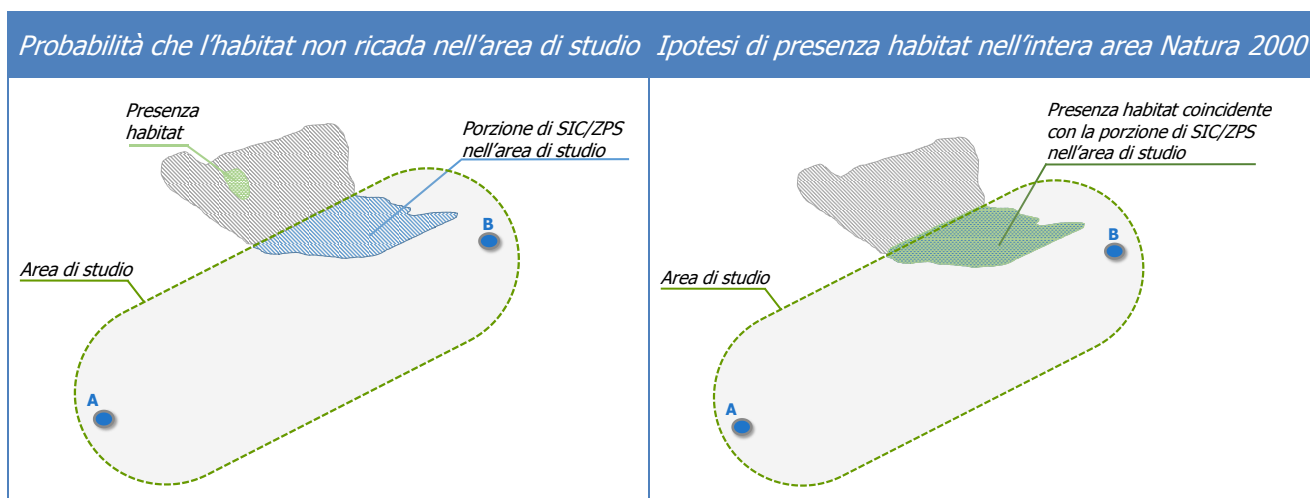 Probabilità che l'habitat non ricada nell'area di studio
Presenza
habitat
Porzione di SIC/ZPS
nell'area di studio
B
Area di studio
A
Ipotesi di presenza habitat nell'intera area Natura 2000
Presenza habitat coincidente
con la porzione di SIC/ZPS
nell'area di studio
B
Area di studio
A